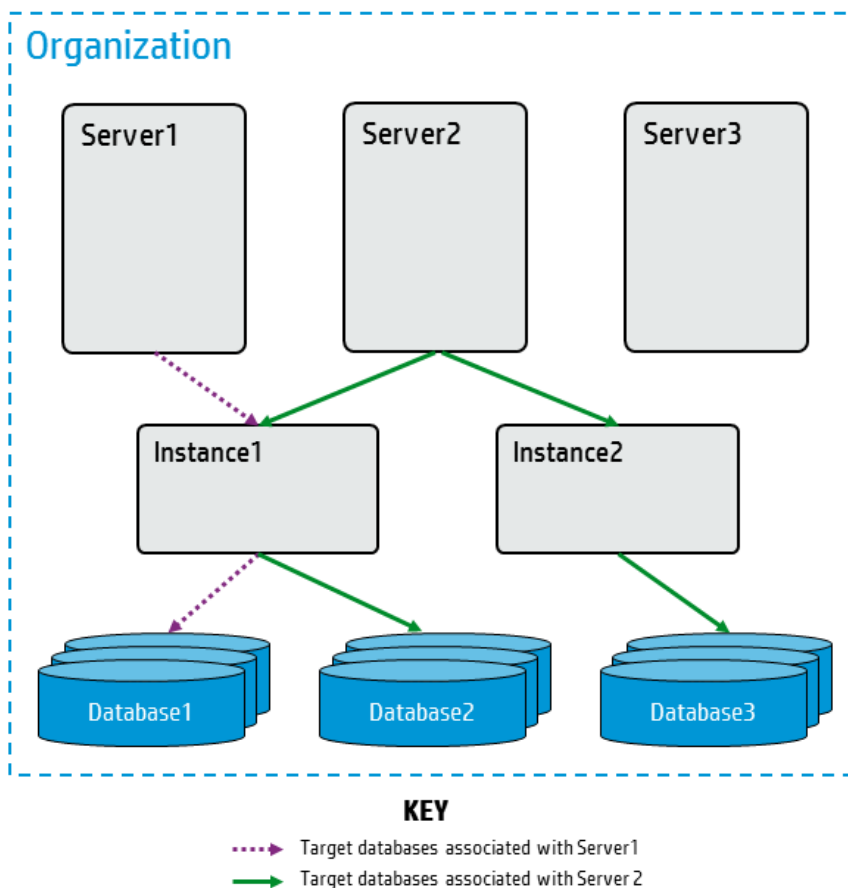 Organization
Server1
Server2
Server3
Instance1
Instance2
Database1
Database2
Database3
KEY
Target databases associated with Server1
Target databases associated with Server 2